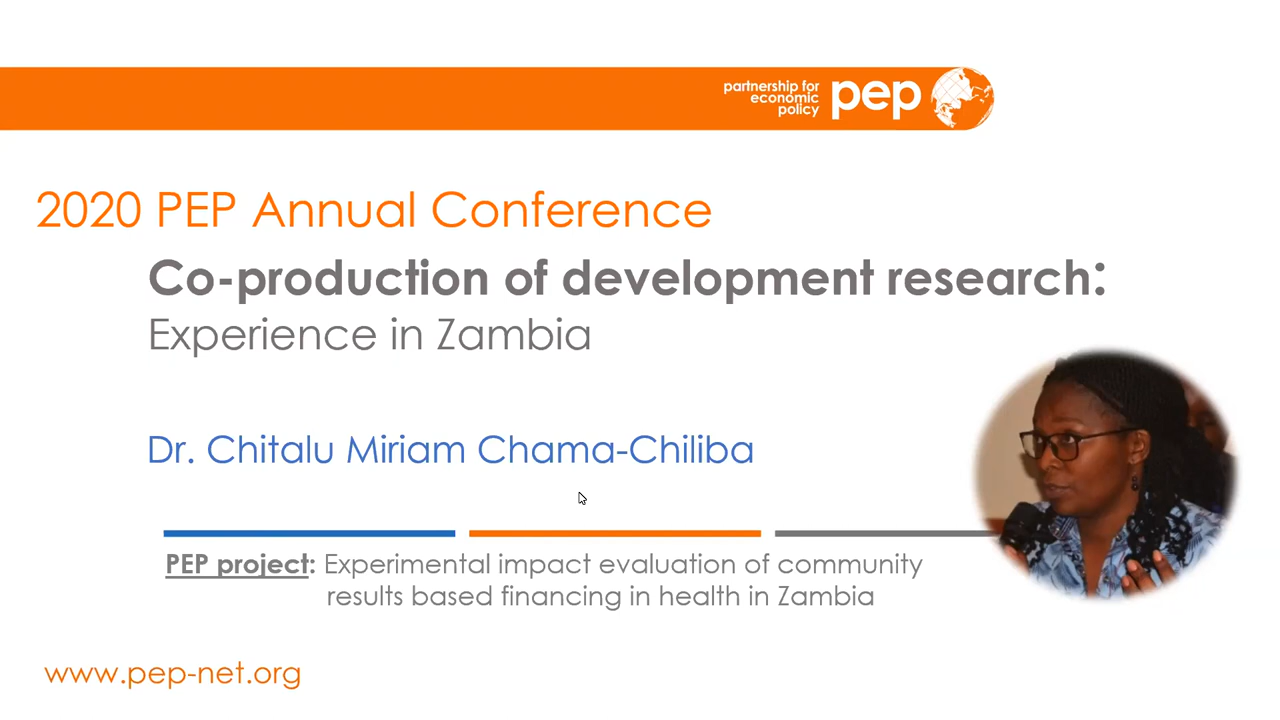 partnership for
economic
policy
pep
2020 PEP Annual Conference
Co-production of development research:
Experience in Zambia
Dr. Chitalu Miriam Chama-Chiliba
PEP project: Experimental impact evaluation of community
results based financing in health in Zambia
www.pep-net.org